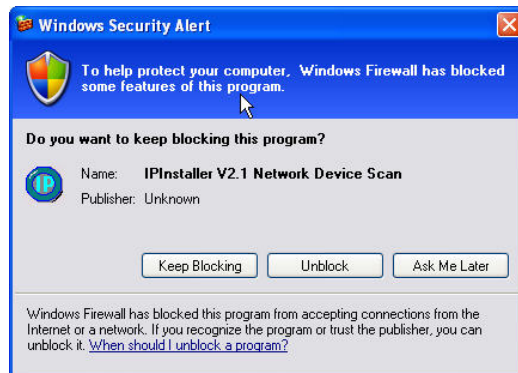 Windows Security Alert
To help protect your computer, Windows Firewall has blocked
some features of this program.
Do you want to keep blocking this program?
IP
Name: IPInstaller V2.1 Network Device Scan
Publisher: Unknown
Keep Blocking Unblock Ask Me Later
Windows Firewall has blocked this program from accepting connections from the
Internet or a network. If you recognize the program or trust the publisher, you can
unblock it. When should I unblock a program?